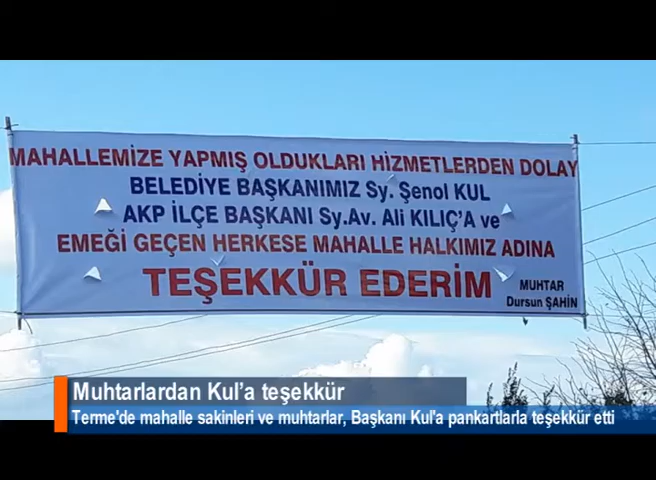 MAHALLEMİZE YAPMIŞ OLDUKLARI HİZMETLERDEN DOLAY
BELEDİYE BAŞKANIMIZ Sy. Şenol KUL
AKP İLÇE BAŞKANI Sy.Av. Ali KILIÇ'A ve
EMEĞİ GEÇEN HERKESE MAHALLE HALKIMIZ ADINA
TEŞEKKÜR EDERİM
MUHTAR
Dursun ŞAHİN
Muhtarlardan Kul'a teşekkür
Terme'de mahalle sakinleri ve muhtarlar, Başkanı Kul'a pankartlarla teşekkür etti